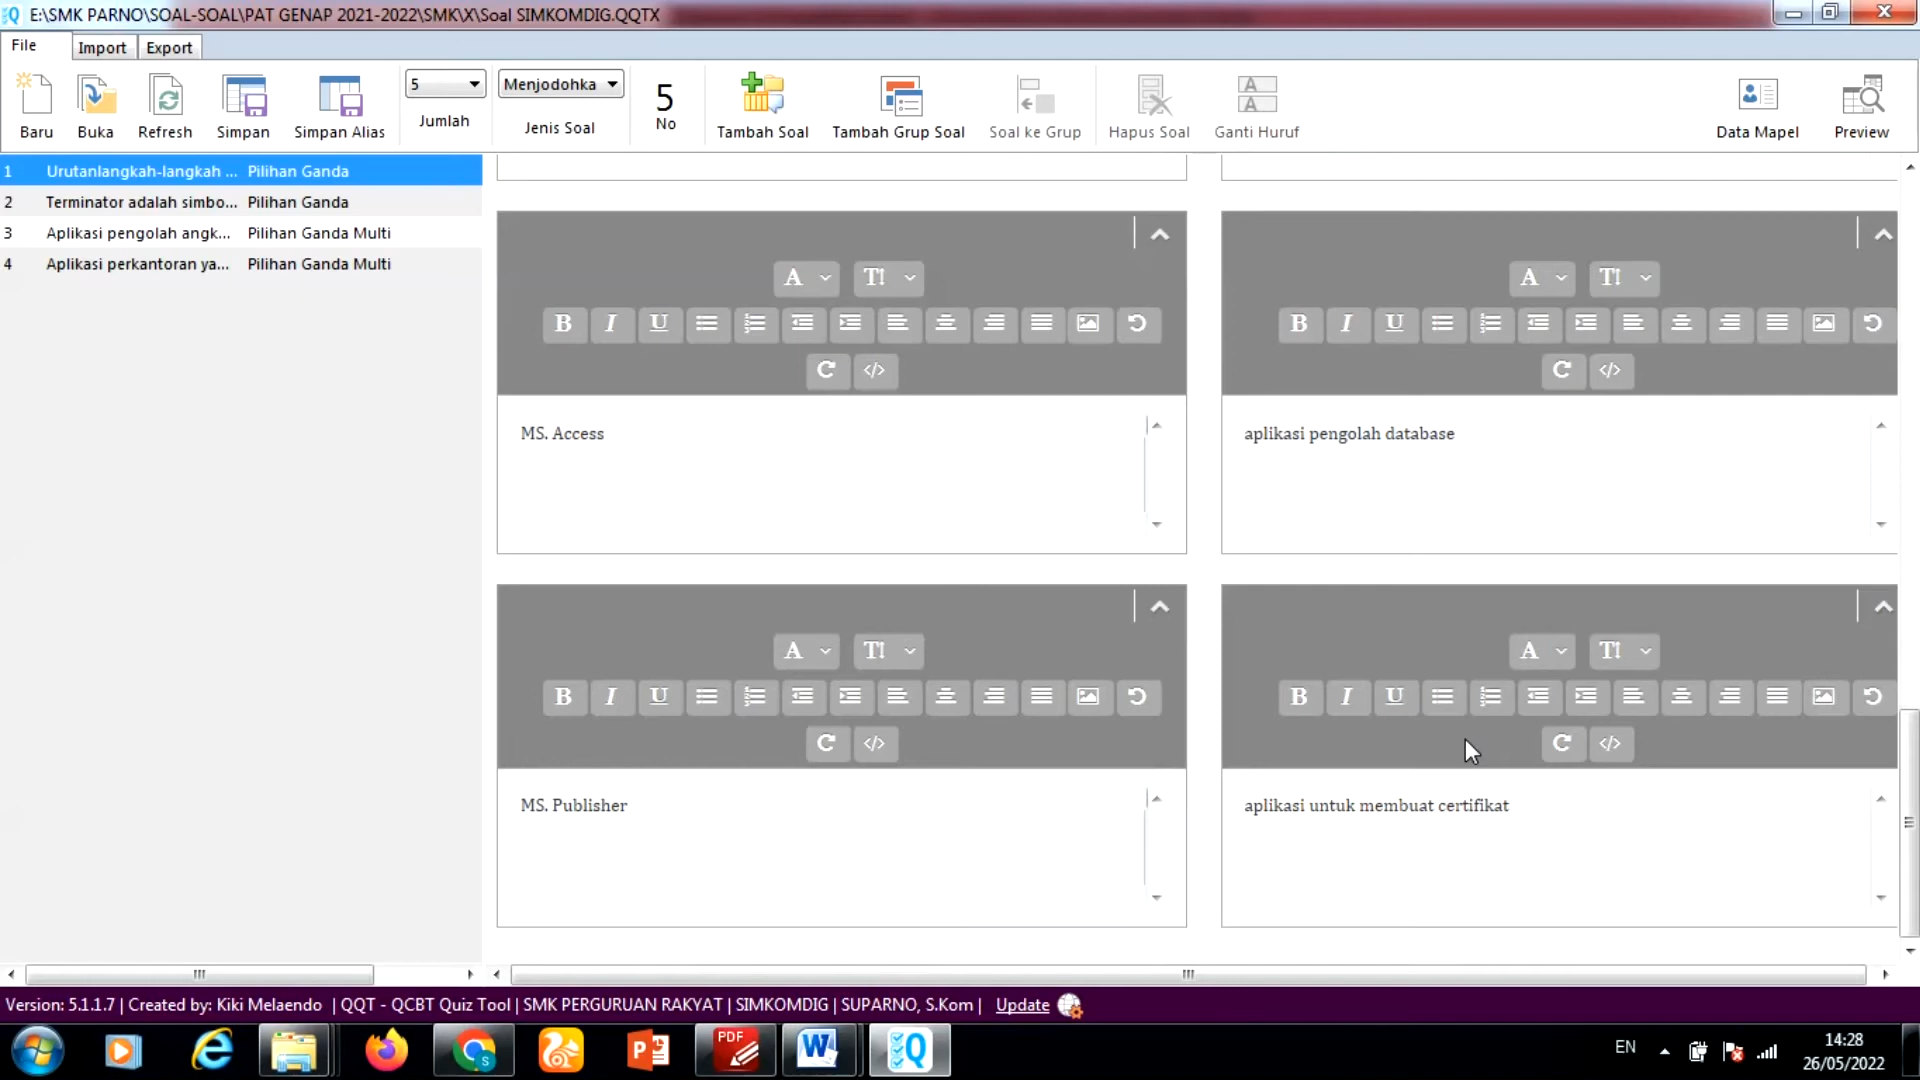 E:\SMK PARNO\SOAL-SOAL\PAT GENAP 2021-2022\SMK\X\Soal SIMKOMDIG.QQTX
File Import Export
Baru Buka Refresh Simpan Simpan Alias
5
Jumlah
Menjodohka
Jenis Soal
5
No
Tambah Soal Tambah Grup Soal Soal ke Grup Hapus Soal Ganti Huruf Data Mapel Preview
1 Urutanlangkah-langkah ... Pilihan Ganda
2 Terminator adalah simbo... Pilihan Ganda
3 Aplikasi pengolah angk... Pilihan Ganda Multi
4 Aplikasi perkantoran ya... Pilihan Ganda Multi
MS. Access
aplikasi pengolah database
MS. Publisher
aplikasi untuk membuat certifikat
Version: 5.1.1.7 | Created by: Kiki Melaendo | QQT - QCBT Quiz Tool | SMK PERGURUAN RAKYAT | SIMKOMDIG | SUPARNO, S.Kom | Update
EN
14:28
26/05/2022